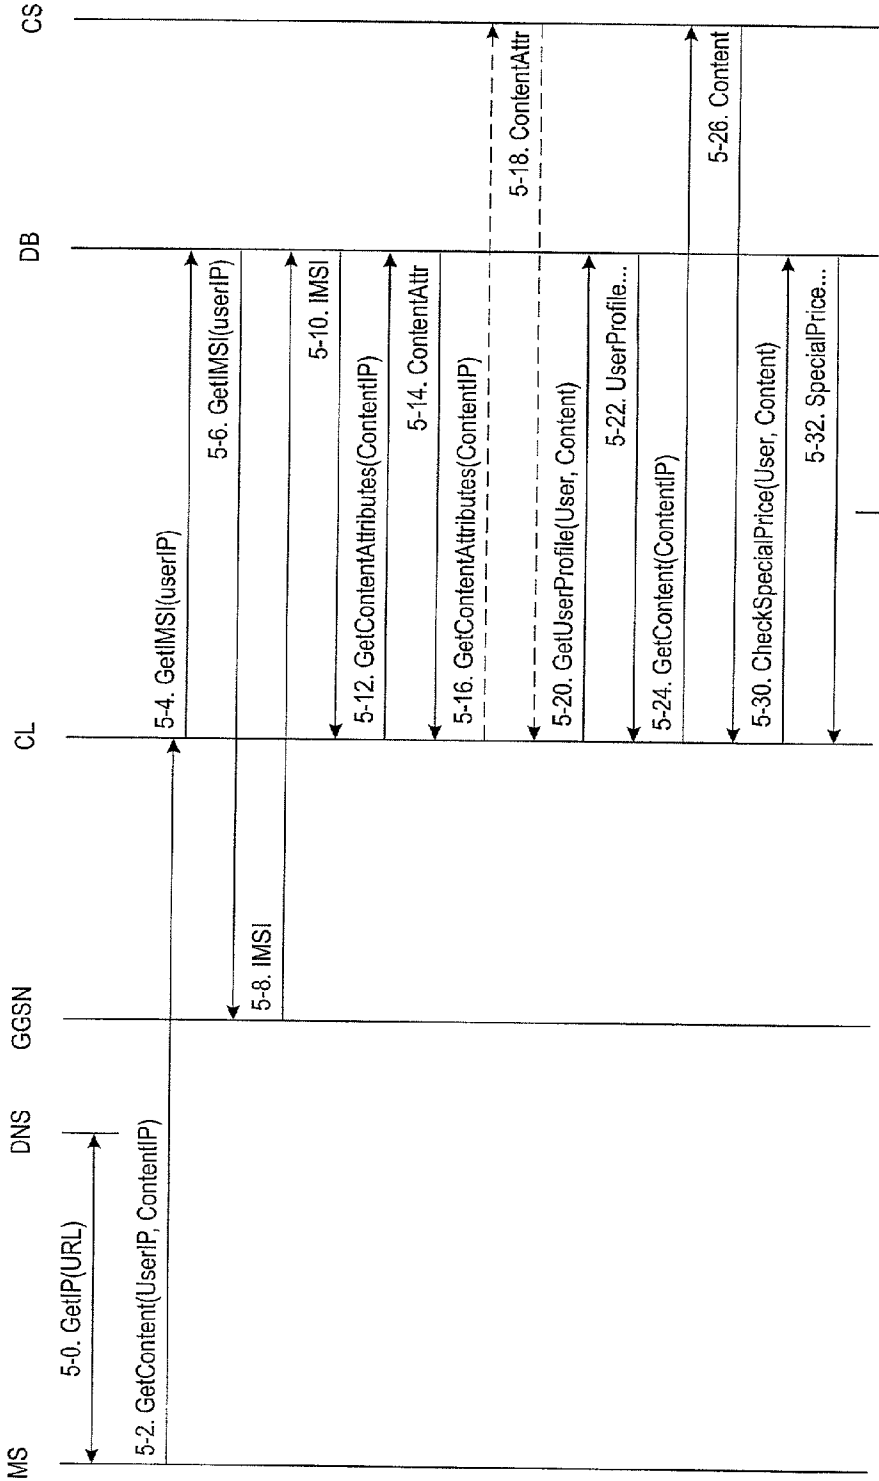 MS
DNS
GGSN
CL
DB
CS
5-0. GetIP(URL)
5-2. GetContent(UserIP, ContentIP)
5-4. GetIMSI(userIP)
5-6. GetIMSI(userIP)
5-8. IMSI
5-10. IMSI
5-12. GetContentAttributes(ContentIP)
5-14. ContentAttr
5-16. GetContentAttributes(ContentIP)
5-18. ContentAttr
5-20. GetUserProfile(User, Content)
5-22. UserProfile...
5-24. GetContent(ContentIP)
5-26. Content
5-30. CheckSpecialPrice(User, Content)
5-32. SpecialPrice...